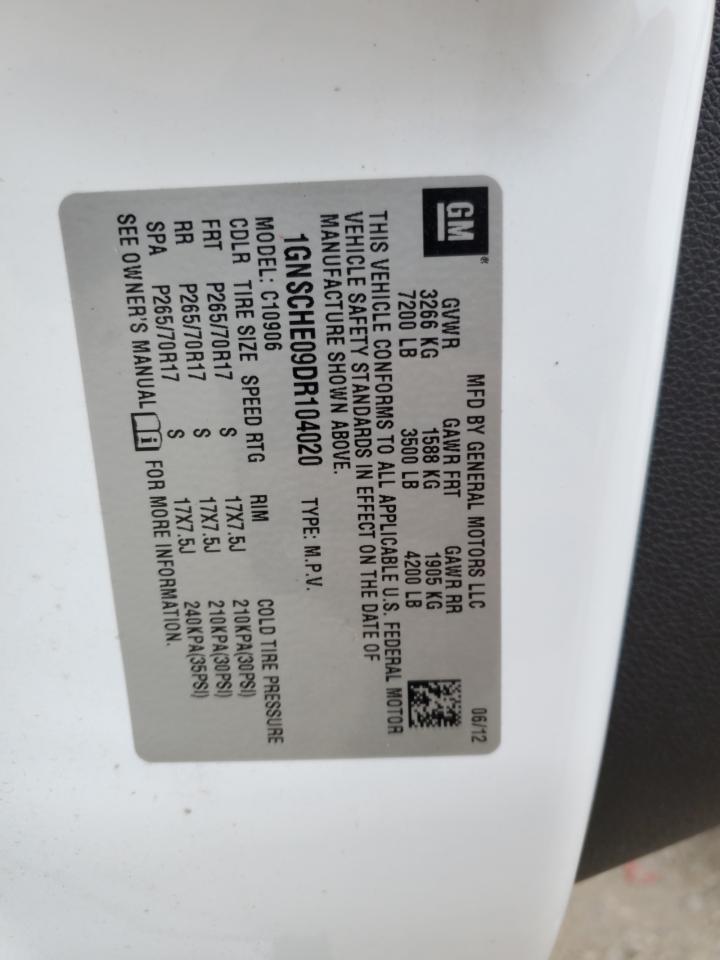 GM ®
MFD BY GENERAL MOTORS LLC 06/12
GVWR GAWR FRT GAWR RR
3266 KG 1588 KG 1905 KG
7200 LB 3500 LB 4200 LB
THIS VEHICLE CONFORMS TO ALL APPLICABLE U.S. FEDERAL MOTOR
VEHICLE SAFETY STANDARDS IN EFFECT ON THE DATE OF
MANUFACTURE SHOWN ABOVE.
1GNSCHE09DR104020 TYPE: M.P.V.
MODEL: C10906
CDLR TIRE SIZE SPEED RTG RIM COLD TIRE PRESSURE
FRT P265/70R17 S 17X7.5J 210KPA(30PSI)
RR P265/70R17 S 17X7.5J 210KPA(30PSI)
SPA P265/70R17 S 17X7.5J 240KPA(35PSI)
SEE OWNER'S MANUAL i FOR MORE INFORMATION.